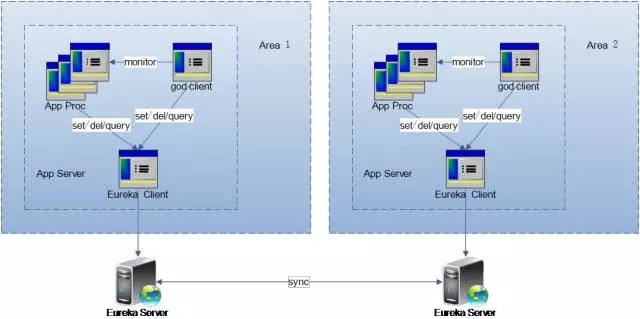 Area 1
monitor
App Proc
god client
set/del/query
set/del/query
App Server
Eureka Client
Eureka Server
Area 2
monitor
App Proc
god client
set/del/query
set/del/query
App Server
Eureka Client
Eureka Server
sync